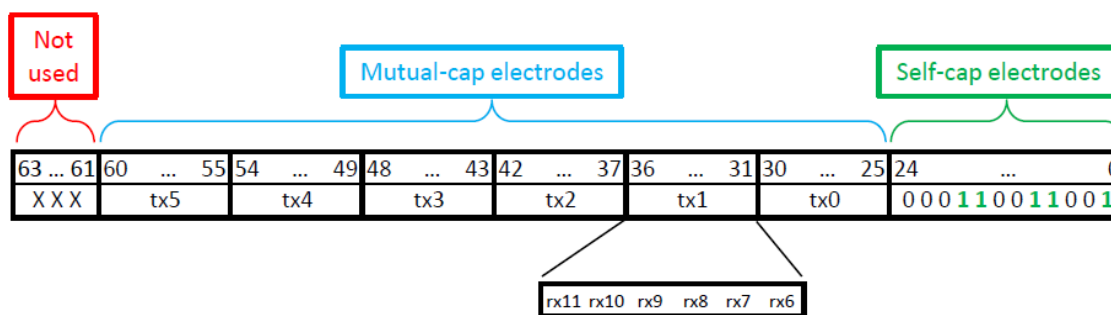 Not
used
Mutual-cap electrodes
Self-cap electrodes
63 ... 61 60 ... 55 54 ... 49 48 ... 43 42 ... 37 36 ... 31 30 ... 25 24 ...
X X X tx5 tx4 tx3 tx2 tx1 tx0 0 0 0 1 1 0 0 1 1 0 0 1
rx11 rx10 rx9 rx8 rx7 rx6